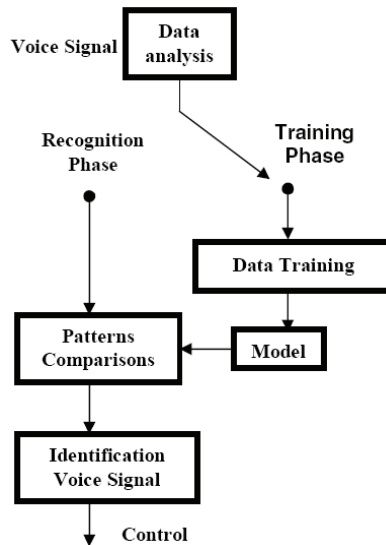 Voice Signal
Data
analysis
Recognition
Phase
Training
Phase
Data Training
Patterns
Comparisons
Model
Identification
Voice Signal
Control